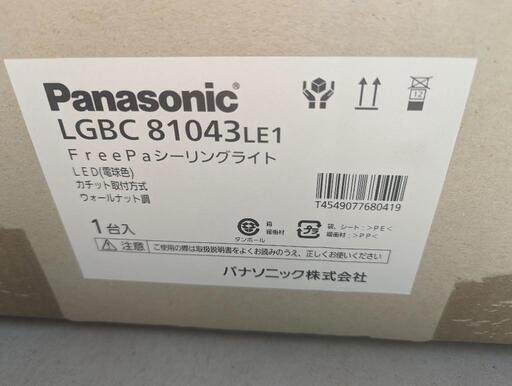 Panasonic®
LGBC 81043LE1
FreePaシーリングライト
LED(電球色)
カチット取付方式
ウォールナット調
12
T4549077680419
1台入
ダンボール
箱
緩衝材
プラ
袋、シート：>PE<
緩衝材：>PP<
注意 ご使用の際は取扱説明書をよくお読みのうえ、正しくお使いください
パナソニック株式会社